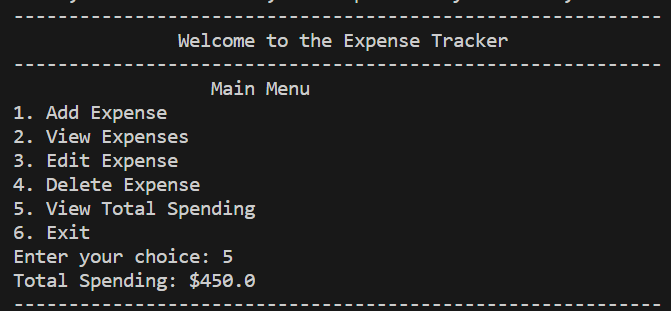 ------------------------------------------------------------
Welcome to the Expense Tracker
------------------------------------------------------------
Main Menu
1. Add Expense
2. View Expenses
3. Edit Expense
4. Delete Expense
5. View Total Spending
6. Exit
Enter your choice: 5
Total Spending: $450.0
------------------------------------------------------------